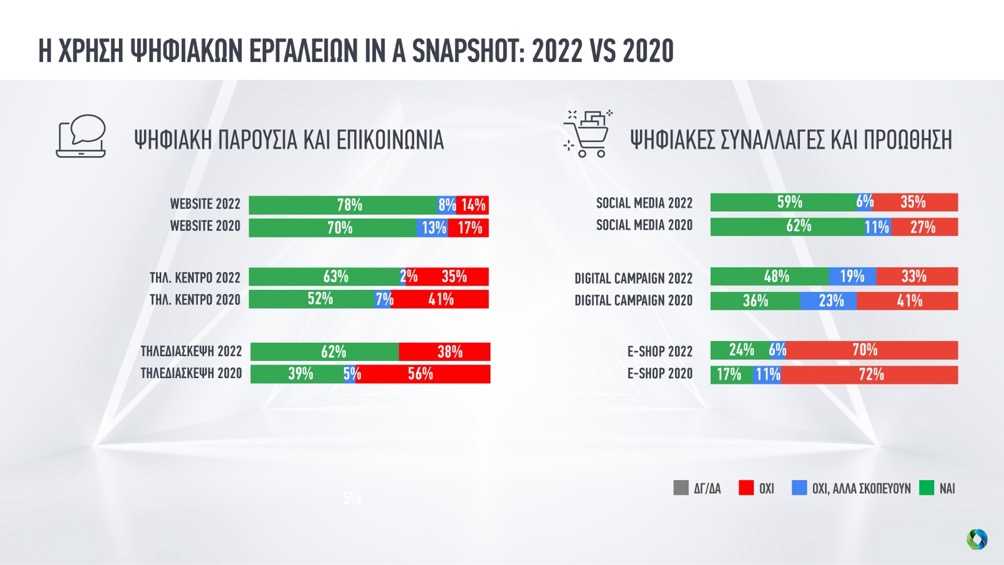 Η ΧΡΗΣΗ ΨΗΦΙΑΚΩΝ ΕΡΓΑΛΕΙΩΝ IN A SNAPSHOT: 2022 VS 2020
ΨΗΦΙΑΚΗ ΠΑΡΟΥΣΙΑ ΚΑΙ ΕΠΙΚΟΙΝΩΝΙΑ
WEBSITE 2022 78% 8% 14%
WEBSITE 2020 70% 13% 17%
ΤΗΛ. ΚΕΝΤΡΟ 2022 63% 2% 35%
ΤΗΛ. ΚΕΝΤΡΟ 2020 52% 7% 41%
ΤΗΛΕΔΙΑΣΚΕΨΗ 2022 62% 38%
ΤΗΛΕΔΙΑΣΚΕΨΗ 2020 39% 5% 56%
5%
ΨΗΦΙΑΚΕΣ ΣΥΝΑΛΛΑΓΕΣ ΚΑΙ ΠΡΟΩΘΗΣΗ
SOCIAL MEDIA 2022 59% 6% 35%
SOCIAL MEDIA 2020 62% 11% 27%
DIGITAL CAMPAIGN 2022 48% 19% 33%
DIGITAL CAMPAIGN 2020 36% 23% 41%
E-SHOP 2022 24% 6% 70%
E-SHOP 2020 17% 11% 72%
ΔΓ/ΔΑ ΟΧΙ ΟΧΙ, ΑΛΛΑ ΣΚΟΠΕΥΟΥΝ ΝΑΙ